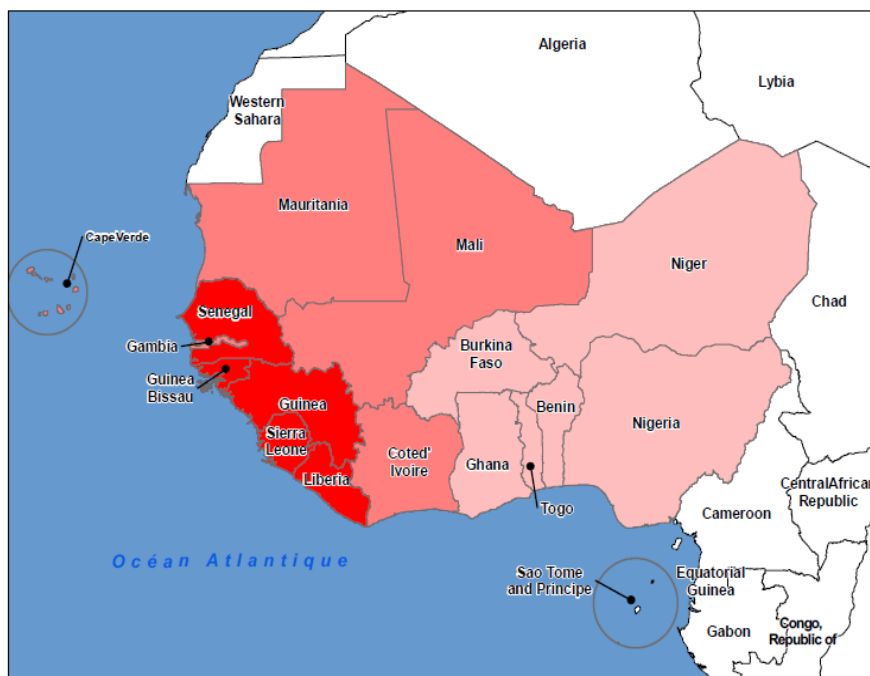 Algeria
Lybia
Western
Sahara
Mauritania
CapeVerde
Mali
Niger
Chad
Senegal
Gambia
Burkina
Faso
Guinea
Bissau
Guinea
Benin
Nigeria
Sierra
Leone
Coted'
Ivoire
Ghana
Liberia
Togo
CentralAfrican
Republic
Cameroon
Océan Atlantique
Sao Tome
and Principe
Equatorial
Guinea
Gabon
Congo,
Republic of